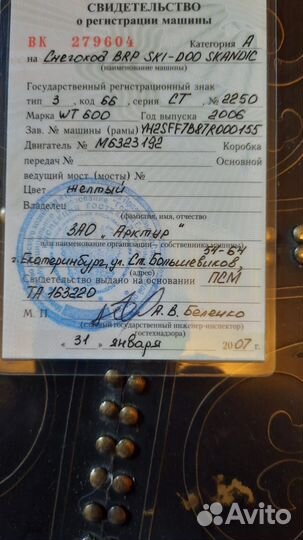 СВИДЕТЕЛЬСТВО
о регистрации машины
ВК 279604 Категория А
на Снегоход BRP SKI-DOO SKANDIC
(наименование машины)
Государственный регистрационный знак
тип 3, код 66, серия СТ, № 2250
Марка WT 600 Год выпуска 2006
Зав. № машины (рамы) YH2SFF7B87R000155
Двигатель № M6323192 Коробка
передач № Основной
ведущий мост (мосты) №
Цвет желтый
Владелец
(фамилия, имя, отчество)
ЗАО „Арктур"
или наименование организации – собственника машины)
54-64
г. Екатеринбург, ул. Ст. Большевиков,
(адрес)
Свидетельство выдано на основании ПСМ
ТА 163220
М. П. А. В. Беленко
(главный государственный инженер-инспектор)
гостехнадзора)
„31" января 2007 г.
Avito